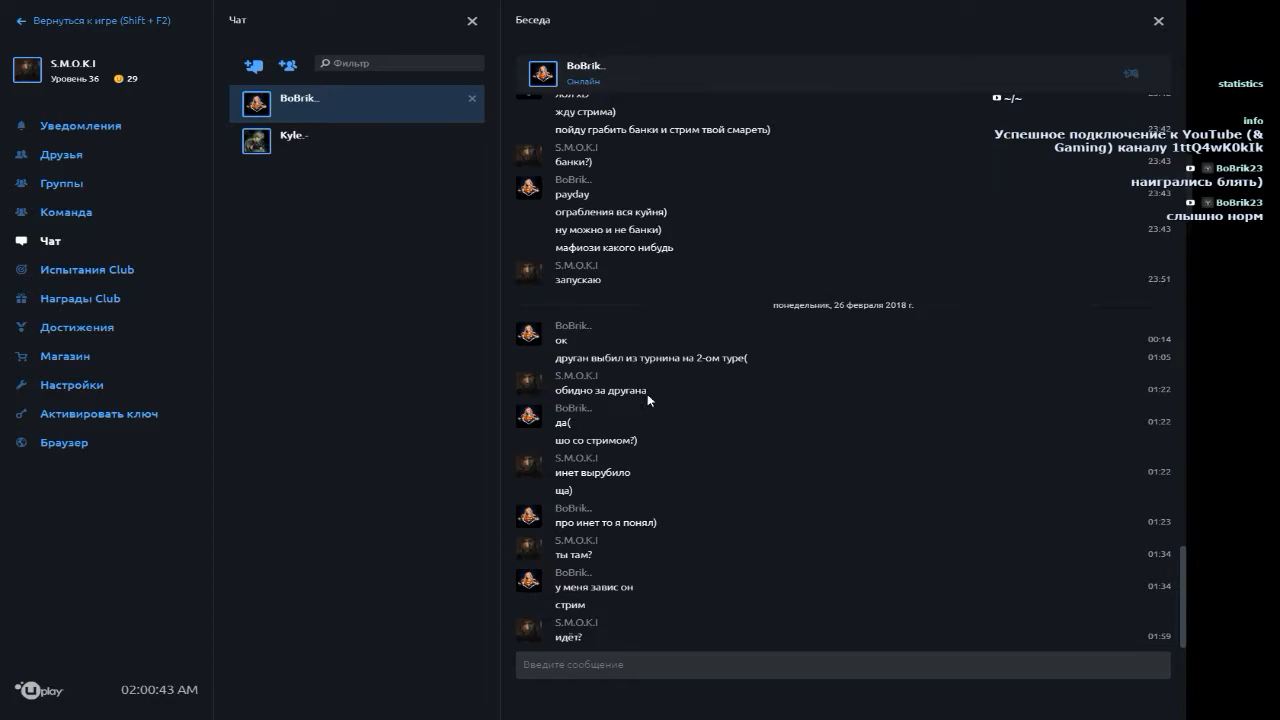 Вернуться к игре (Shift + F2)
S.M.O.K.I
Уровень 36 29
Уведомления
Друзья
Группы
Команда
Чат
Испытания Club
Награды Club
Достижения
Магазин
Настройки
Активировать ключ
Браузер
uplay
02:00:43 AM
Чат
Фильтр
BoBrik..
Kyle.-
Беседа
BoBrik..
Онлайн
жду стрима)
пойду грабить банки и стрим твой смареть) 23:42
S.M.O.K.I
банки?) 23:43
BoBrik..
payday 23:43
ограбления вся куйня)
ну можно и не банки) 23:43
мафиози какого нибудь
S.M.O.K.I
запускаю 23:51
понедельник, 26 февраля 2018 г.
BoBrik..
ок 00:14
друган выбил из турнина на 2-ом туре( 01:05
S.M.O.K.I
обидно за другана 01:22
BoBrik..
да( 01:22
шо со стримом?)
S.M.O.K.I
инет вырубило 01:22
ща)
BoBrik..
про инет то я понял) 01:23
S.M.O.K.I
ты там? 01:34
BoBrik..
у меня завис он 01:34
стрим
S.M.O.K.I
идёт? 01:59
Введите сообщение
statistics
~/~
info
Успешное подключение к YouTube (&
Gaming) каналу 1ttQ4wK0kIk
BoBrik23
наигрались блять)
BoBrik23
слышно норм